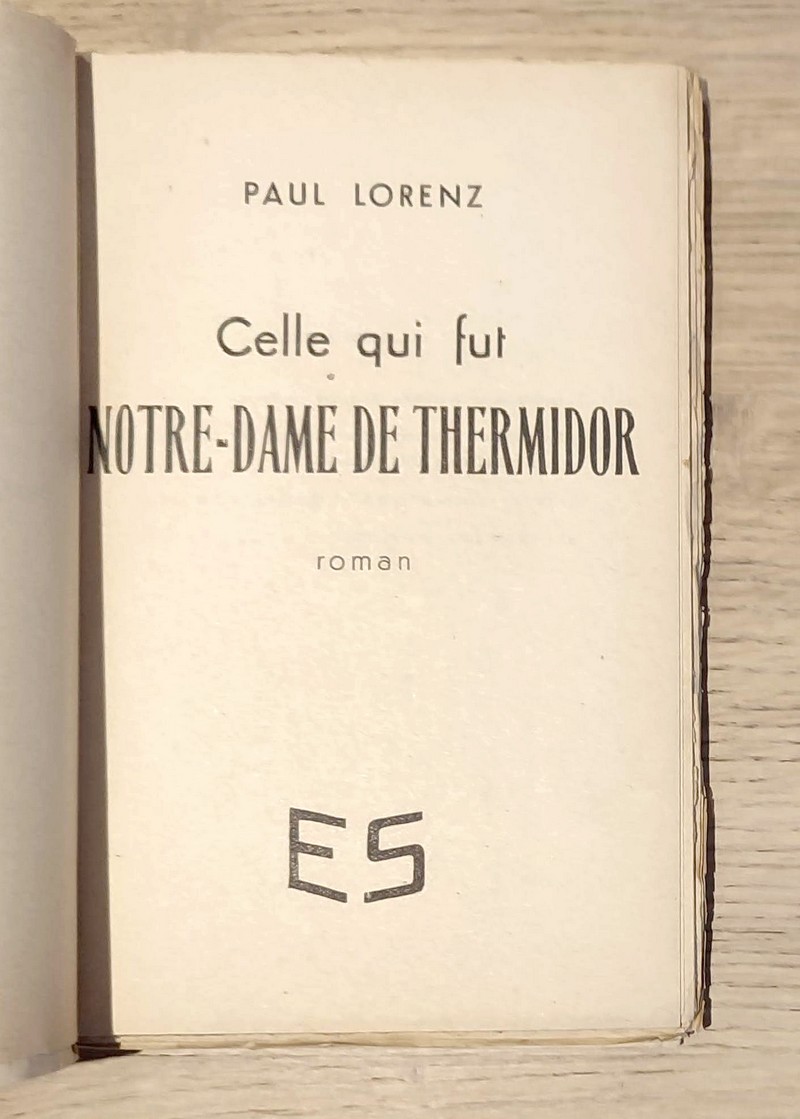 PAUL LORENZ
Celle qui fut
NOTRE-DAME DE THERMIDOR
roman
ES